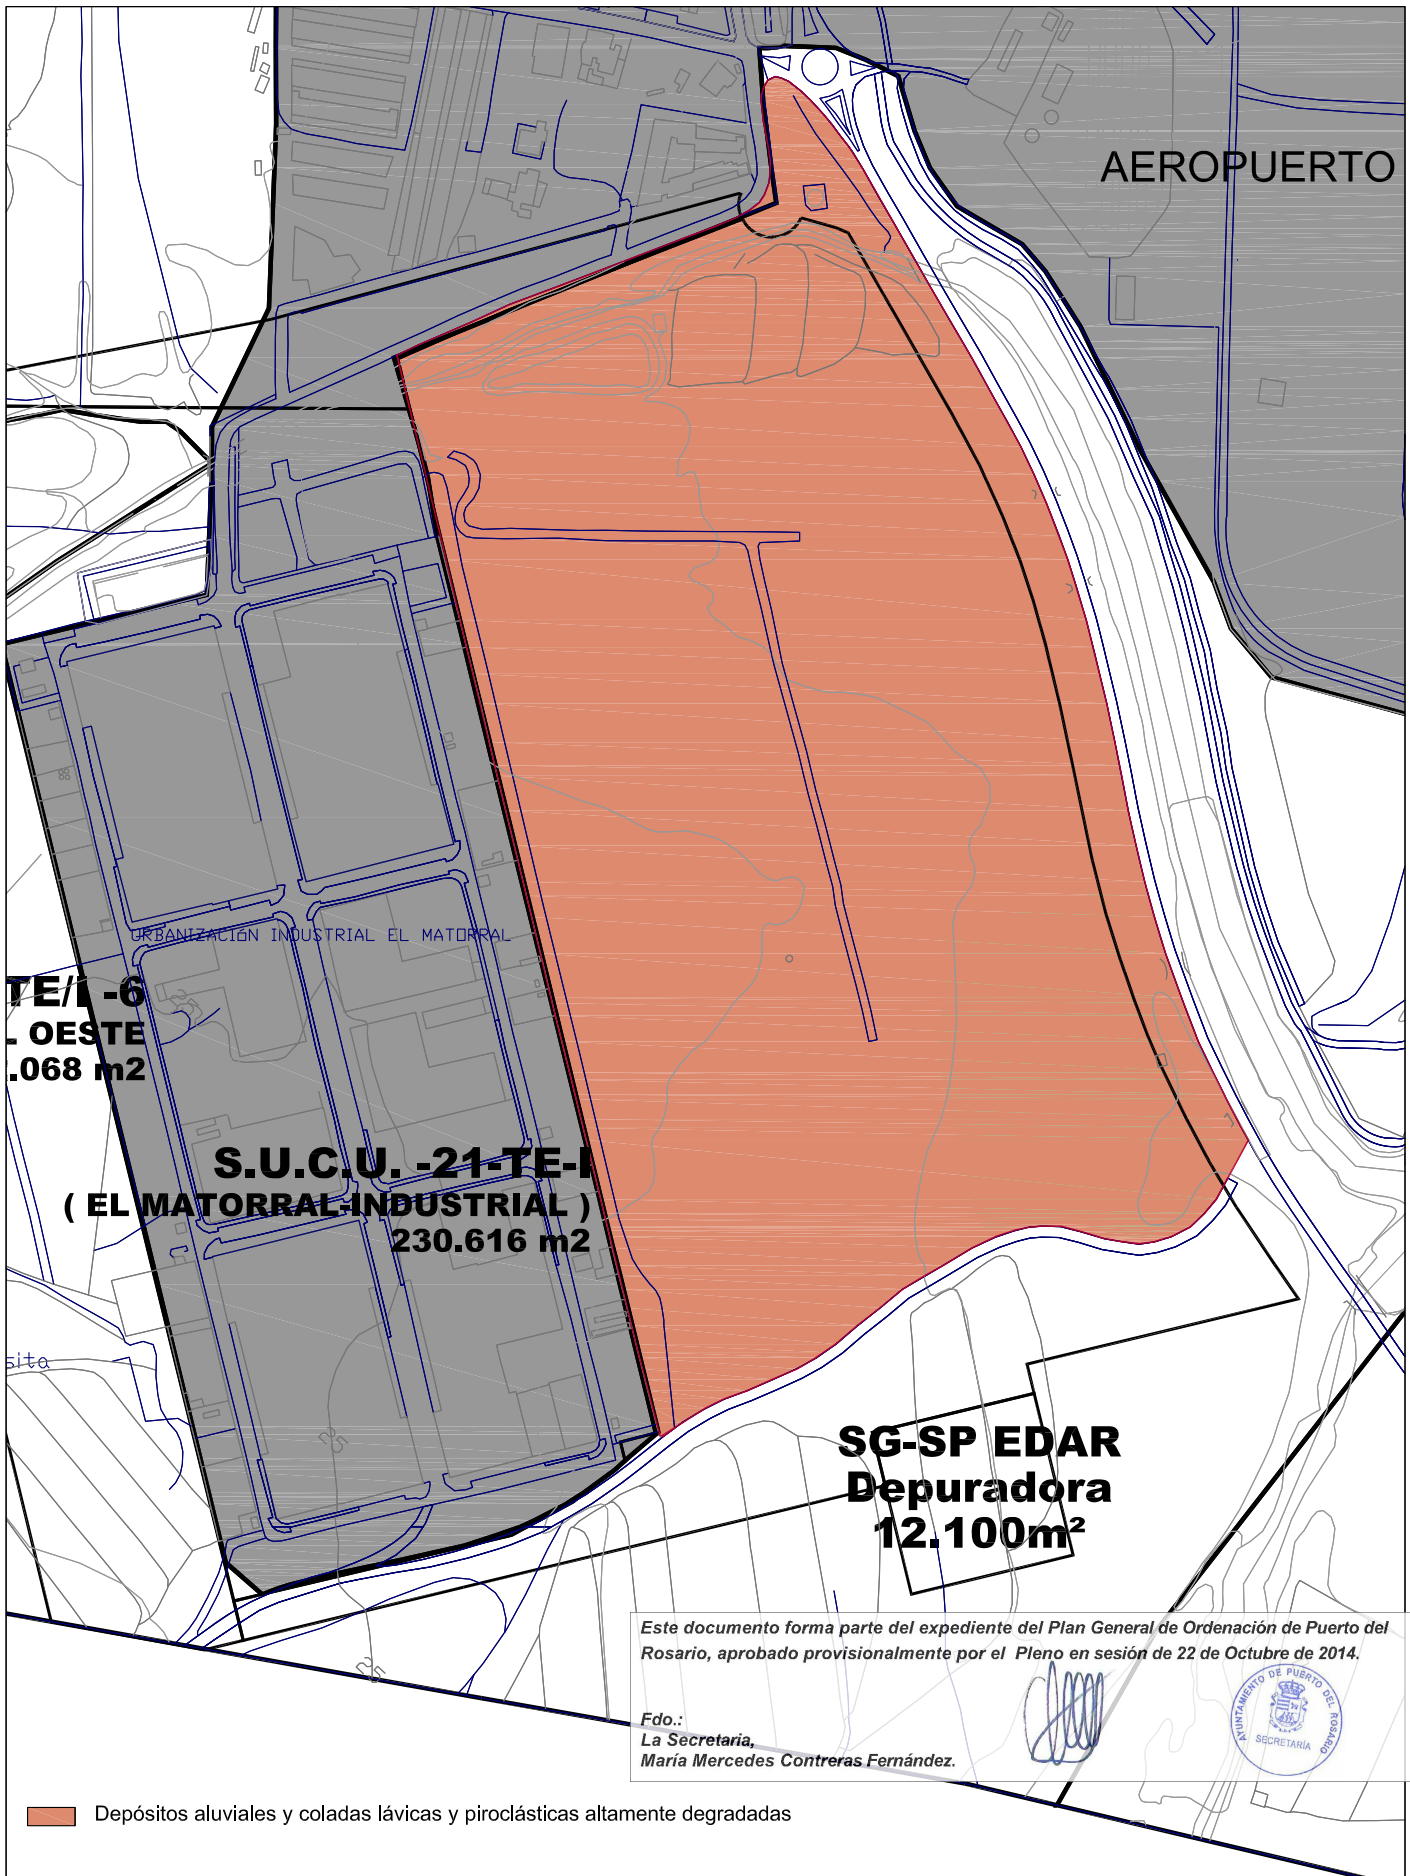 AEROPUERTO
URBANIZACIóN INDUSTRIAL EL MATORRAL
-6
OESTE
.068 m2
S.U.C.U. -21-TE-I
( EL MATORRAL-INDUSTRIAL )
230.616 m2
sita
25
SG-SP EDAR
Depuradora
12.100m²
25
Este documento forma parte del expediente del Plan General de Ordenación de Puerto del
Rosario, aprobado provisionalmente por el Pleno en sesión de 22 de Octubre de 2014.
Fdo.:
La Secretaria,
María Mercedes Contreras Fernández.
AYUNTAMIENTO DE PUERTO DEL ROSARIO
SECRETARÍA
Depósitos aluviales y coladas lávicas y piroclásticas altamente degradadas